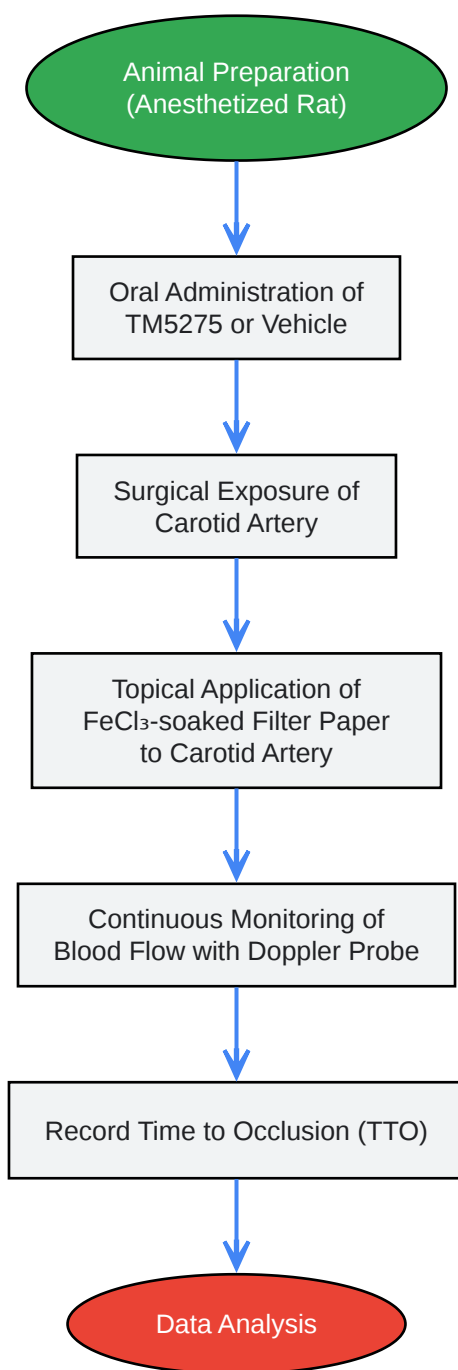 Animal Preparation
(Anesthetized Rat)
Oral Administration of
TM5275 or Vehicle
Surgical Exposure of
Carotid Artery
Topical Application of
FeCl₃-soaked Filter Paper
to Carotid Artery
Continuous Monitoring of
Blood Flow with Doppler Probe
Record Time to Occlusion (TTO)
Data Analysis